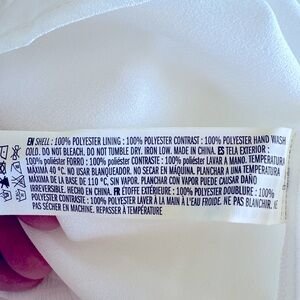 EN SHELL : 100% POLYESTER LINING : 100% POLYESTER CONTRAST : 100% POLYESTER HAND WASH
COLD. DO NOT BLEACH. DO NOT TUMBLE DRY. IRON LOW. MADE IN CHINA. ES TELA EXTERIOR :
100% poliéster FORRO : 100% poliéster CONTRASTE : 100% poliéster LAVAR A MANO. TEMPERATURA
MÁXIMA 40 °C. NO USAR BLANQUEADOR. NO SECAR EN MÁQUINA. PLANCHAR A UNA TEMPERATURA
MÁXIMA DE LA BASE DE 110 °C, SIN VAPOR. PLANCHAR CON VAPOR PUEDE CAUSAR DAÑO
IRREVERSIBLE. HECHO EN CHINA. FR ÉTOFFE EXTÉRIEURE : 100% POLYESTER DOUBLURE : 100%
POLYESTER CONTRASTE : 100% POLYESTER LAVER À LA MAIN À L'EAU FROIDE. NE PAS BLANCHIR. NE
PAS SÉCHER EN MACHINE. REPASSER À TEMPÉRATURE